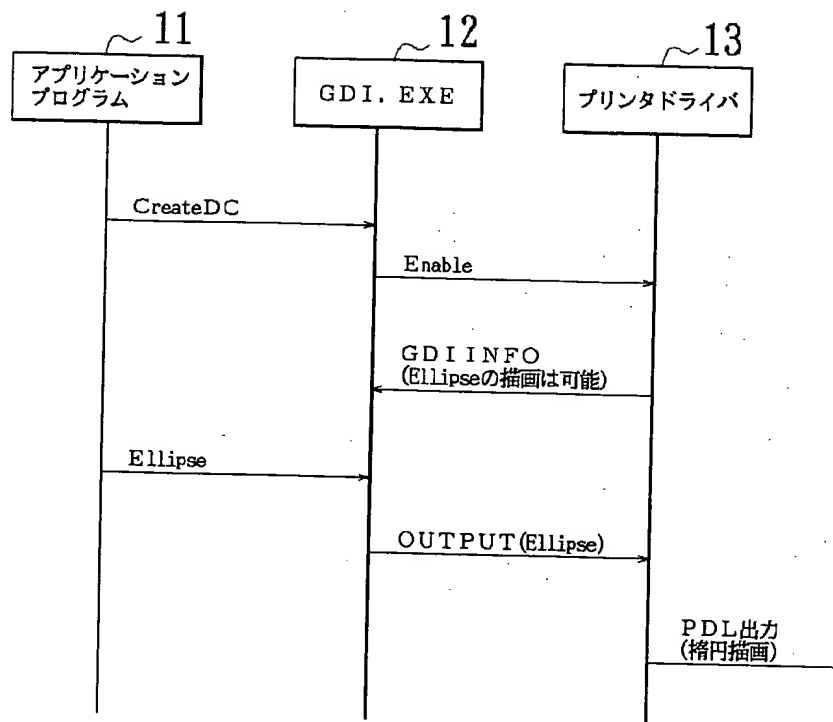 11
アプリケーション
プログラム
12
GDI.EXE
13
プリンタドライバ
CreateDC
Enable
GDIINFO
(Ellipseの描画は可能)
Ellipse
OUTPUT(Ellipse)
PDL出力
(楕円描画)